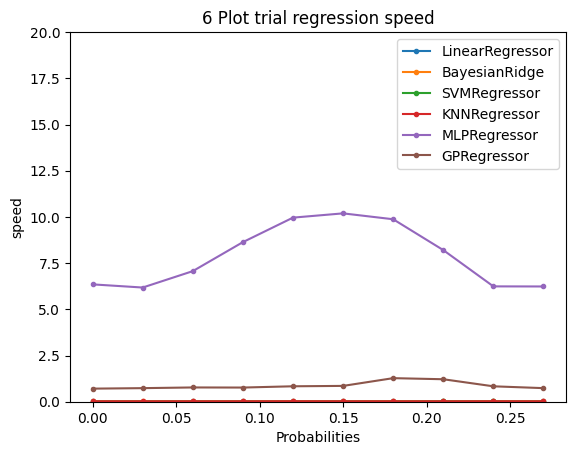 6 Plot trial regression speed
20.0
17.5
15.0
12.5
10.0
7.5
5.0
2.5
0.0
speed
LinearRegressor
BayesianRidge
SVMRegressor
KNNRegressor
MLPRegressor
GPRegressor
0.00 0.05 0.10 0.15 0.20 0.25
Probabilities